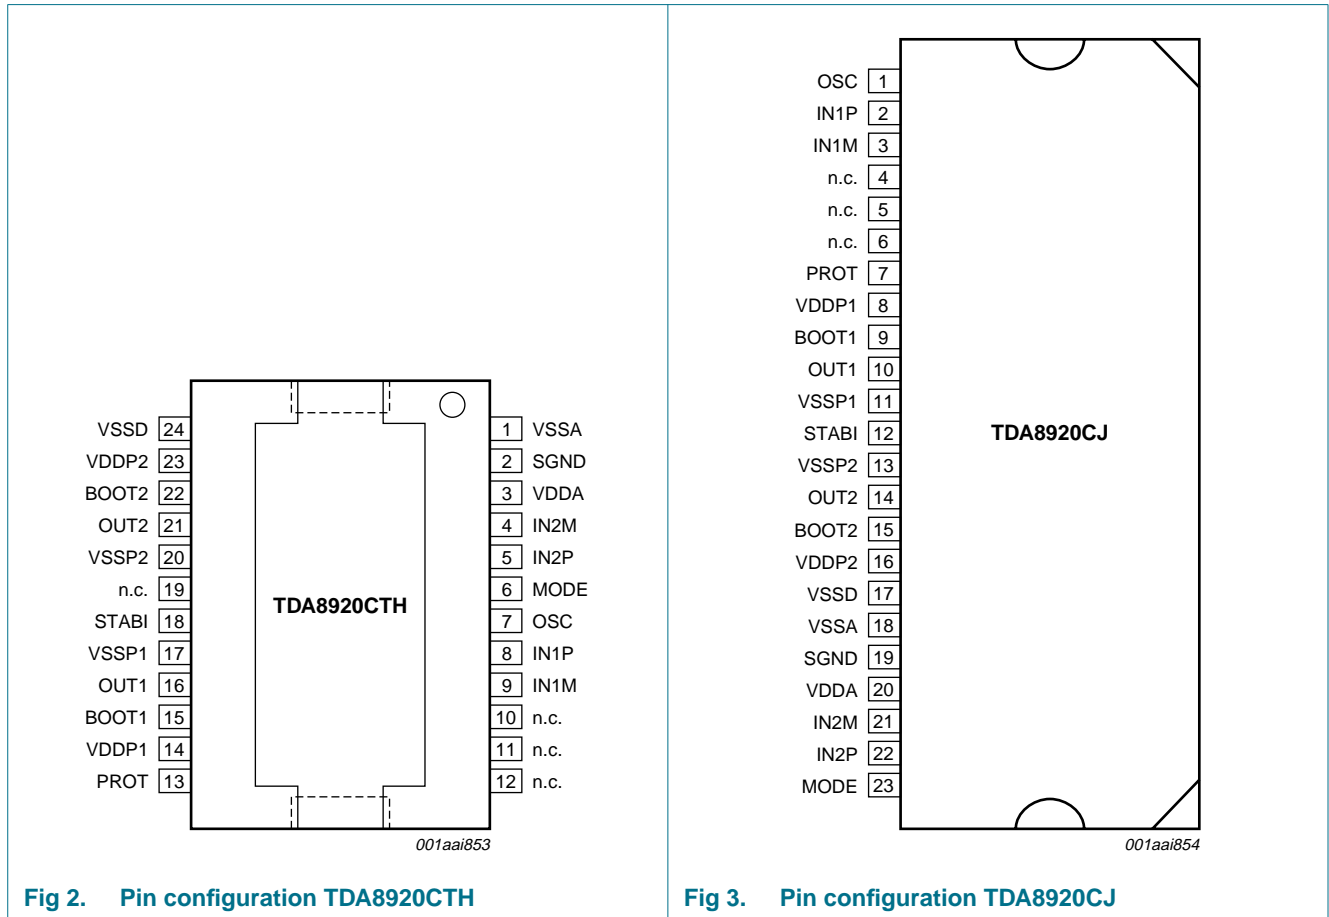 VSSD 24
VDDP2 23
BOOT2 22
OUT2 21
VSSP2 20
n.c. 19
STABI 18
VSSP1 17
OUT1 16
BOOT1 15
VDDP1 14
PROT 13
TDA8920CTH
1 VSSA
2 SGND
3 VDDA
4 IN2M
5 IN2P
6 MODE
7 OSC
8 IN1P
9 IN1M
10 n.c.
11 n.c.
12 n.c.
001aai853
Fig 2. Pin configuration TDA8920CTH
OSC 1
IN1P 2
IN1M 3
n.c. 4
n.c. 5
n.c. 6
PROT 7
VDDP1 8
BOOT1 9
OUT1 10
VSSP1 11
STABI 12
VSSP2 13
OUT2 14
BOOT2 15
VDDP2 16
VSSD 17
VSSA 18
SGND 19
VDDA 20
IN2M 21
IN2P 22
MODE 23
TDA8920CJ
001aai854
Fig 3. Pin configuration TDA8920CJ